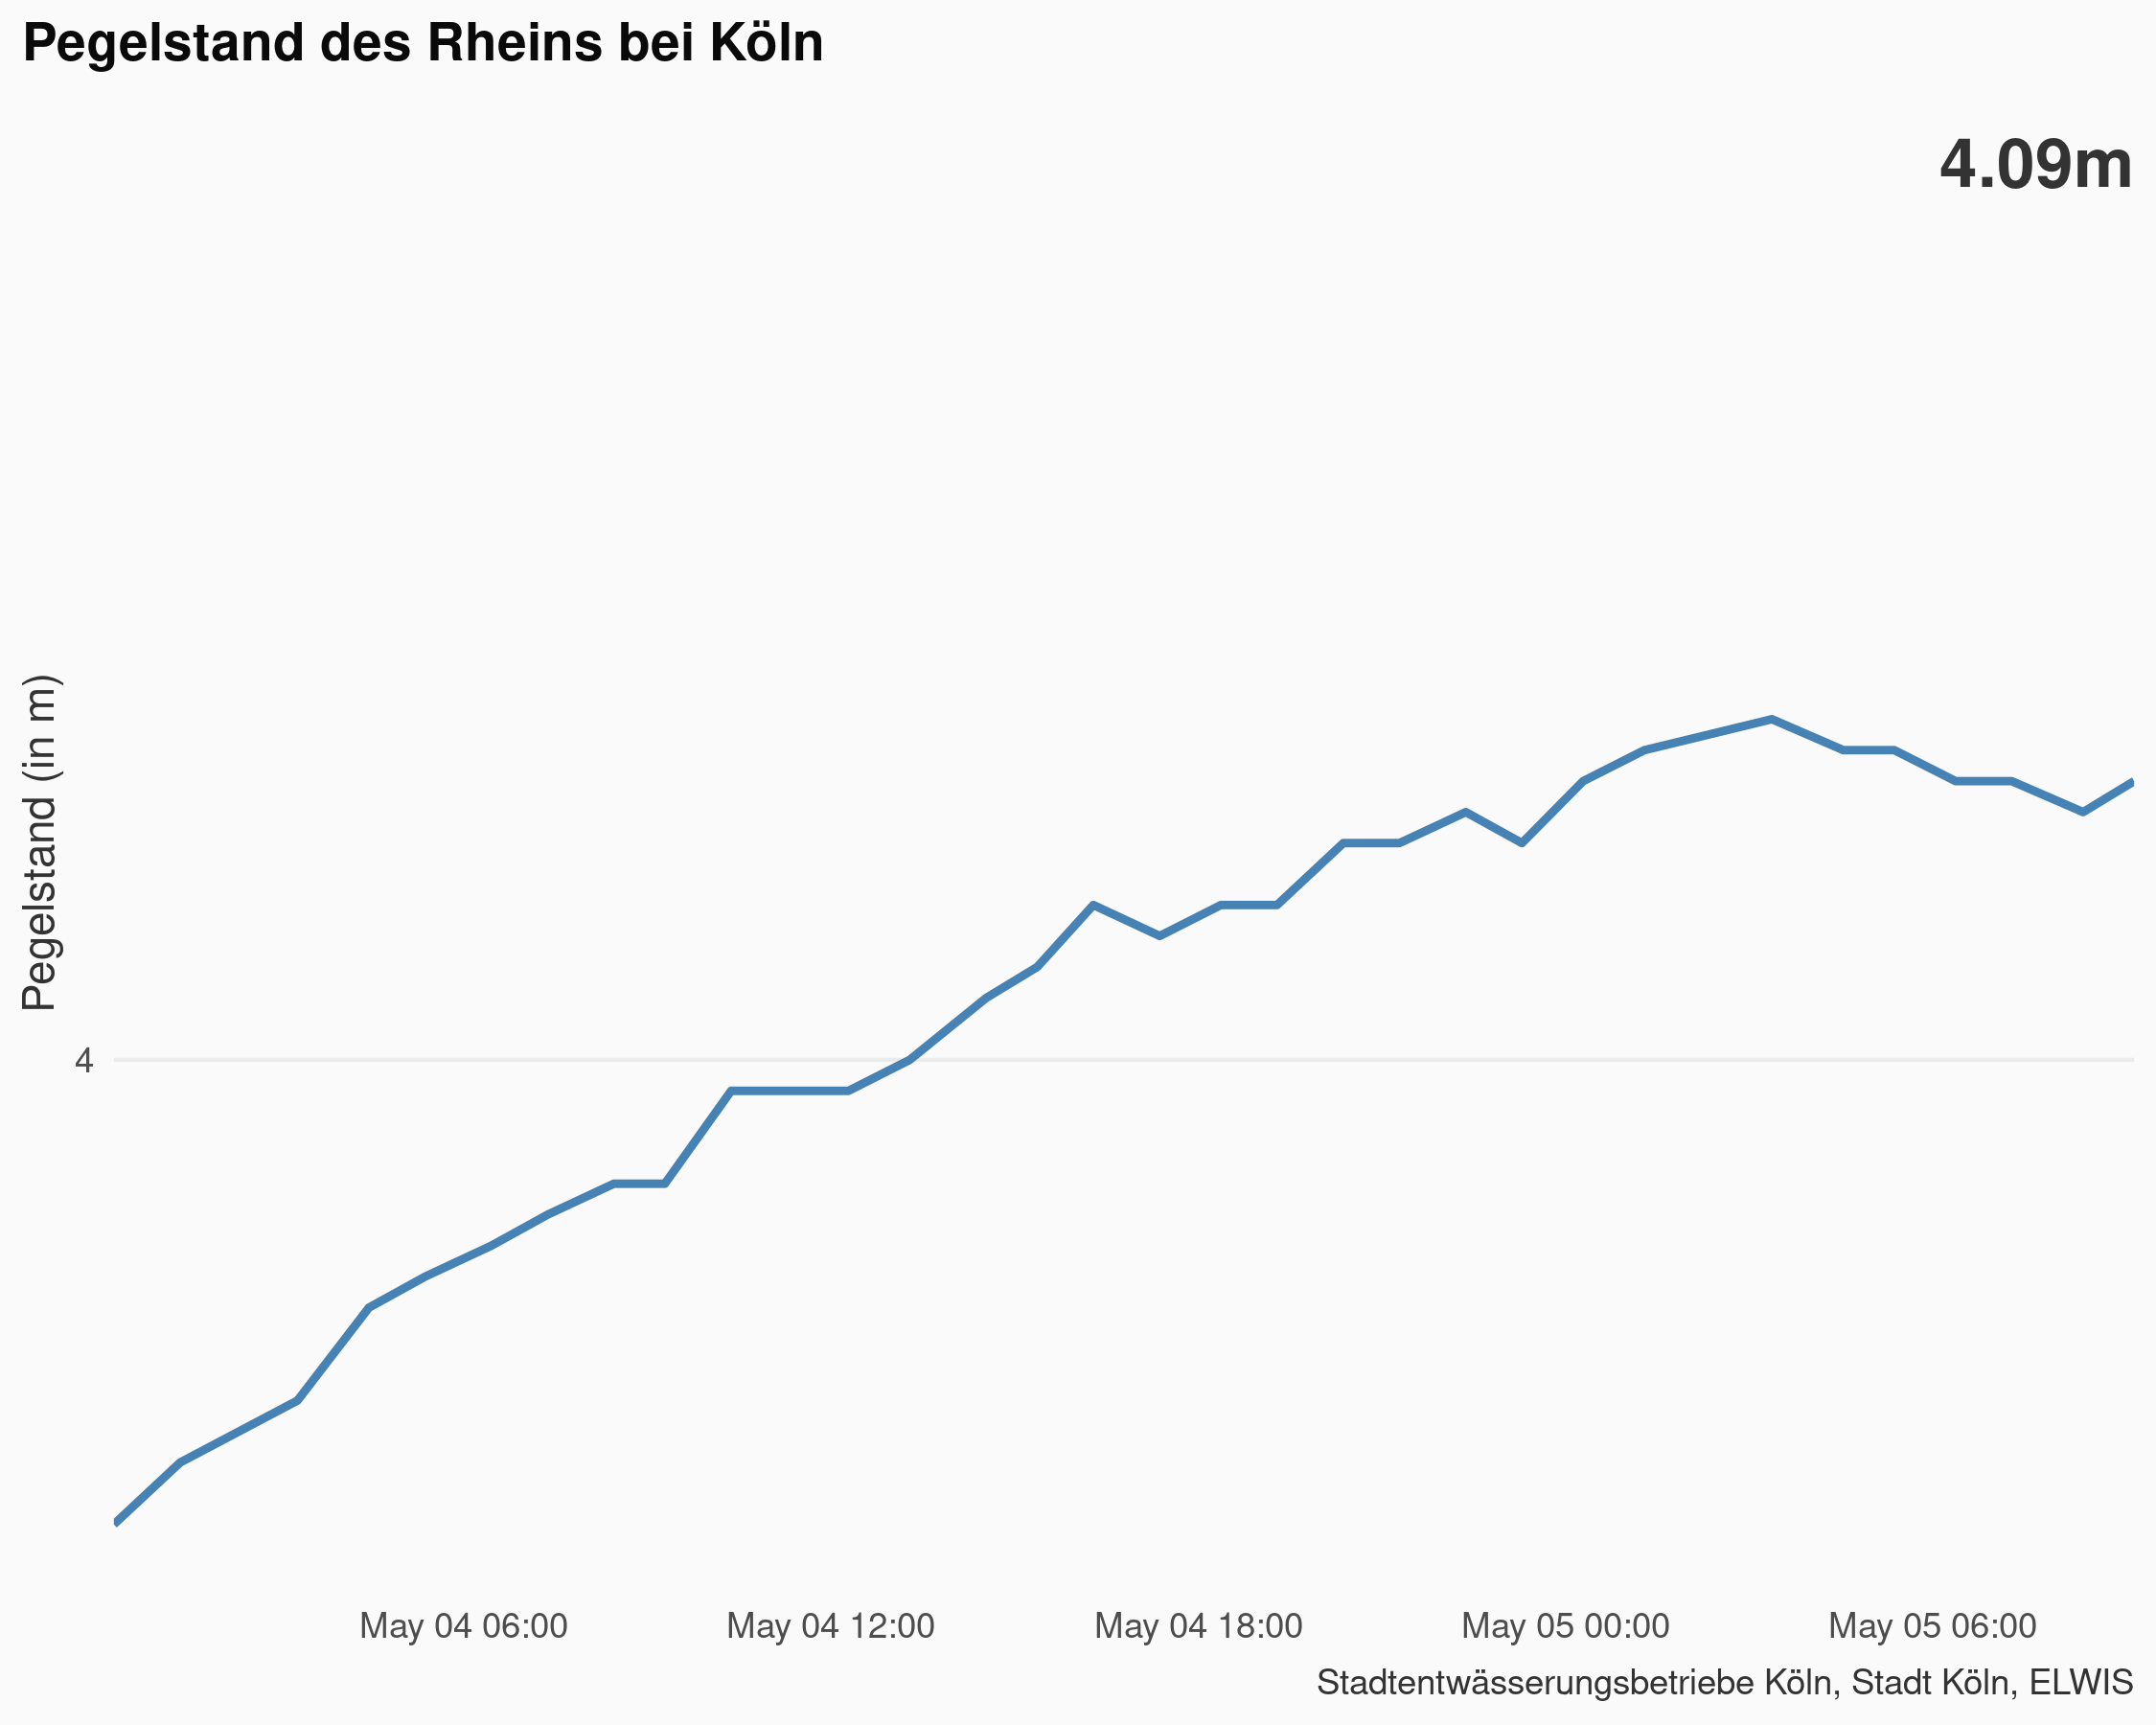 Pegelstand des Rheins bei Köln
4.09m
Pegelstand (in m)
4
May 04 06:00
May 04 12:00
May 04 18:00
May 05 00:00
May 05 06:00
Stadtentwässerungsbetriebe Köln, Stadt Köln, ELWIS